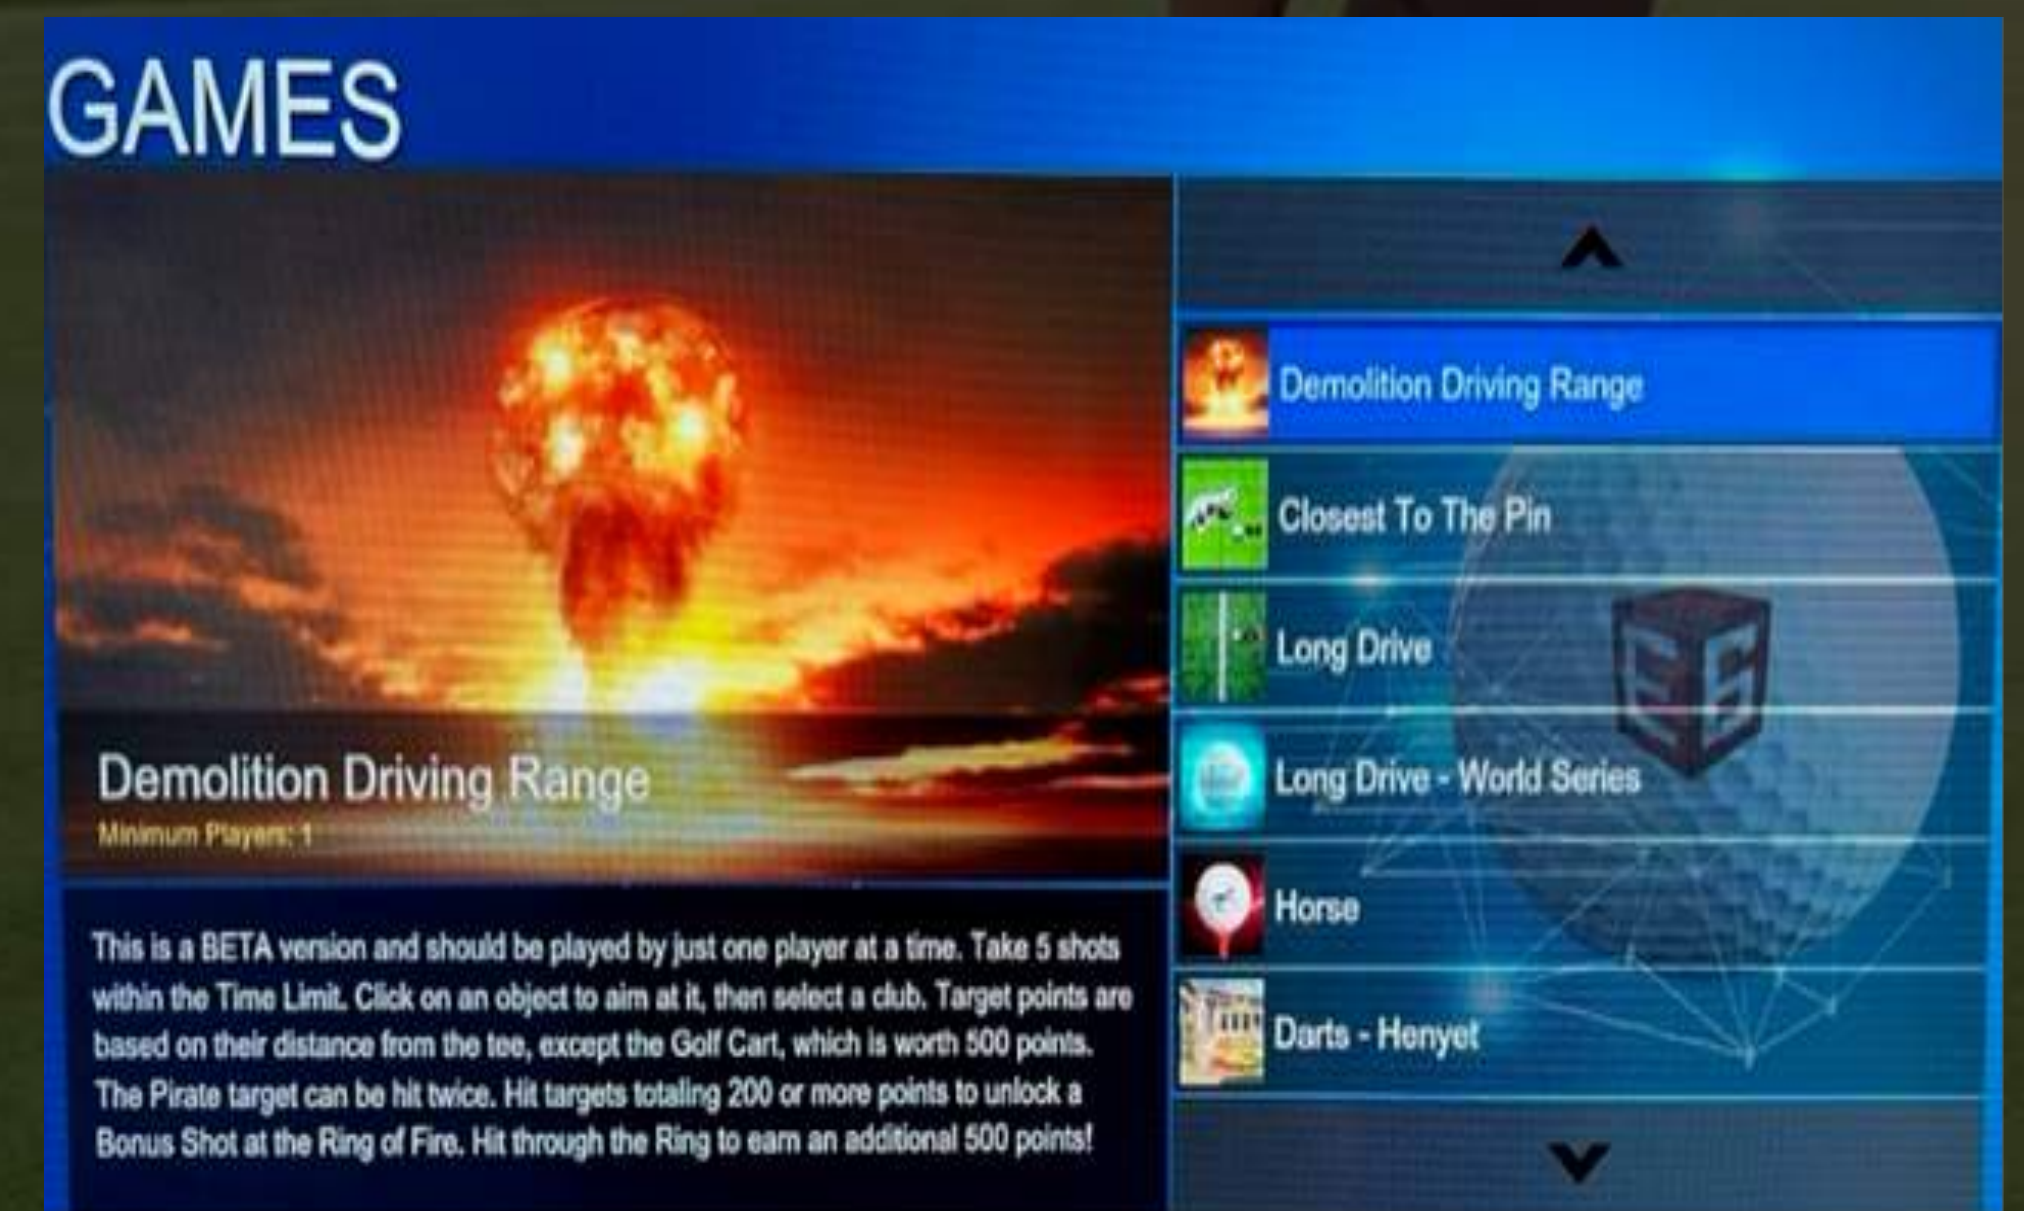 GAMES
Demolition Driving Range
Minimum Players: 1
This is a BETA version and should be played by just one player at a time. Take 5 shots
within the Time Limit. Click on an object to aim at it, then select a club. Target points are
based on their distance from the tee, except the Golf Cart, which is worth 500 points.
The Pirate target can be hit twice. Hit targets totaling 200 or more points to unlock a
Bonus Shot at the Ring of Fire. Hit through the Ring to earn an additional 500 points!
Demolition Driving Range
Closest To The Pin
Long Drive
Long Drive - World Series
Horse
Darts - Henyet
E6